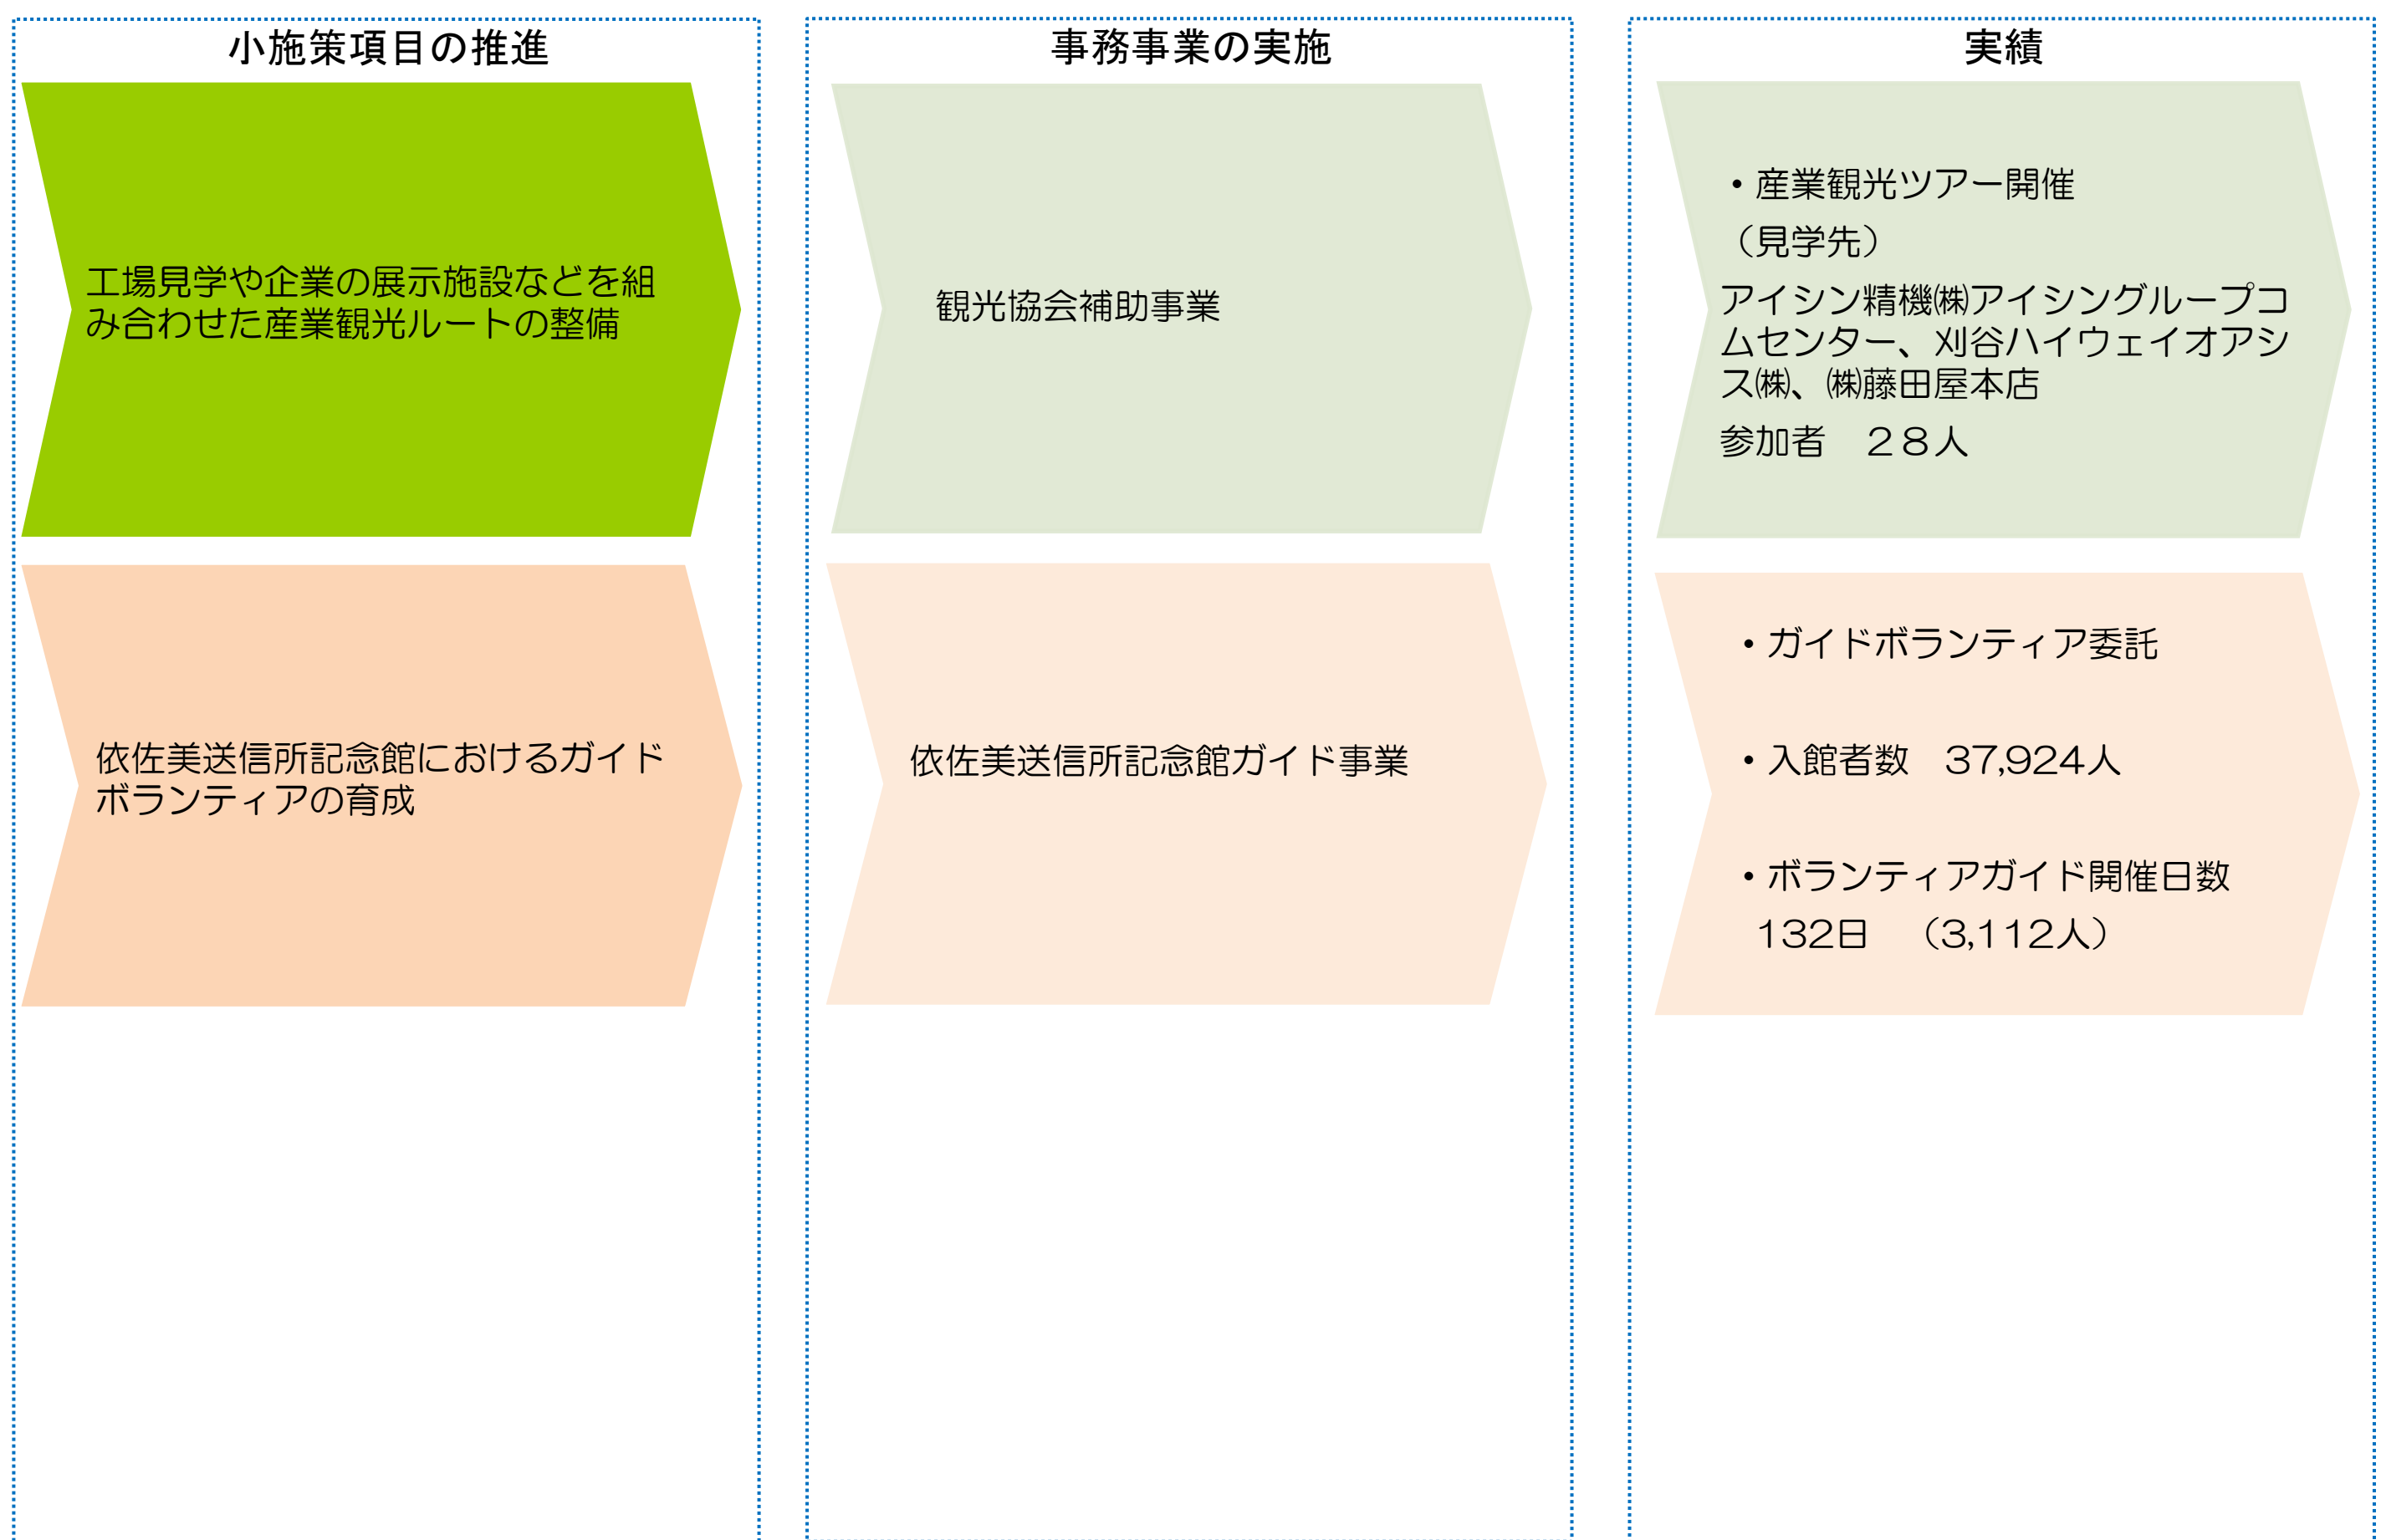 小施策項目の推進
事務事業の実施
実績
工場見学や企業の展示施設などを組
み合わせた産業観光ルートの整備
観光協会補助事業
・産業観光ツアー開催
（見学先）
アイシン精機㈱アイシングループコ
ムセンター、刈谷ハイウェイオアシ
ス㈱、㈱藤田屋本店
参加者　２８人
依佐美送信所記念館におけるガイド
ボランティアの育成
依佐美送信所記念館ガイド事業
・ガイドボランティア委託
・入館者数　37,924人
・ボランティアガイド開催日数
132日　（3,112人）